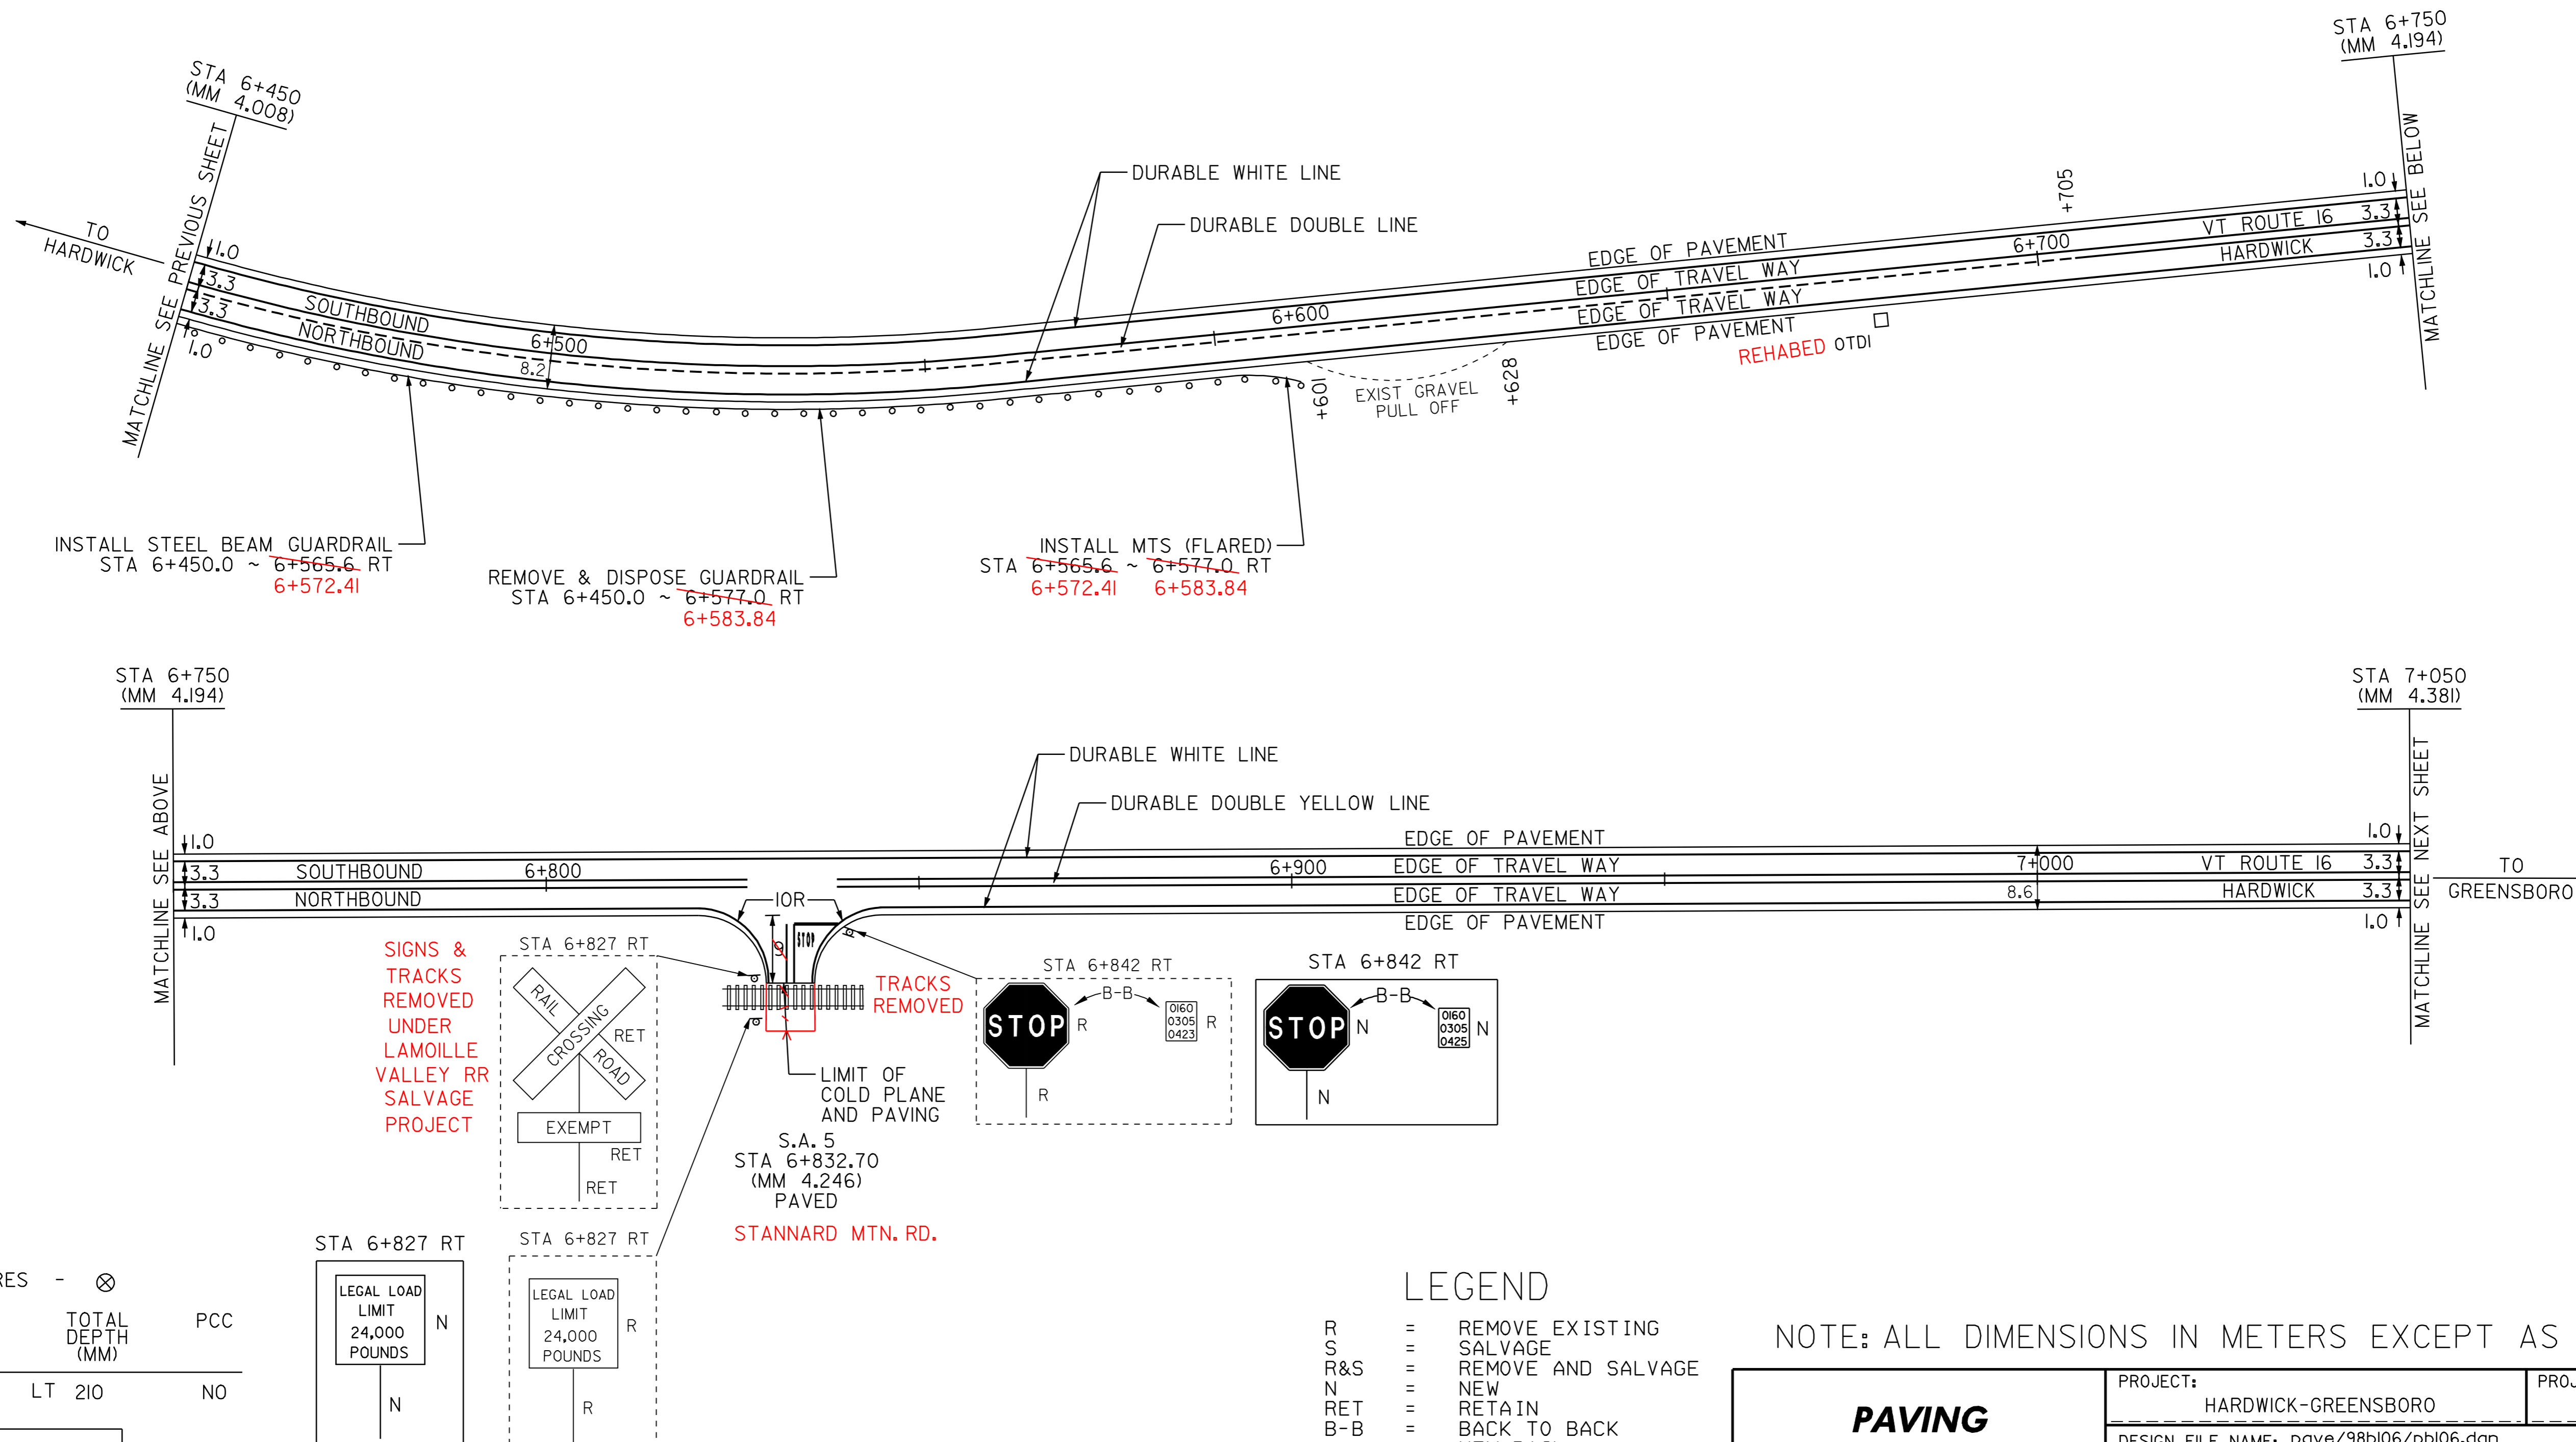 STA 6+450
(MM 4.008)
STA 6+750
(MM 4.194)
MATCHLINE SEE PREVIOUS SHEET
MATCHLINE SEE BELOW
TO
HARDWICK
DURABLE WHITE LINE
DURABLE DOUBLE LINE
1.0
3.3
3.3
1.0
SOUTHBOUND
NORTHBOUND
6+500
8.2
6+600
EDGE OF PAVEMENT
EDGE OF TRAVEL WAY
EDGE OF TRAVEL WAY
EDGE OF PAVEMENT
6+700
+705
VT ROUTE 16
HARDWICK
1.0
3.3
3.3
1.0
REHABED OTDI
+601
EXIST GRAVEL
PULL OFF
+628
INSTALL STEEL BEAM GUARDRAIL
STA 6+450.0 ~ 6+565.6 RT
6+572.41
REMOVE & DISPOSE GUARDRAIL
STA 6+450.0 ~ 6+577.0 RT
6+583.84
INSTALL MTS (FLARED)
STA 6+565.6 ~ 6+577.0 RT
6+572.41 6+583.84
STA 6+750
(MM 4.194)
STA 7+050
(MM 4.381)
MATCHLINE SEE ABOVE
MATCHLINE SEE NEXT SHEET
DURABLE WHITE LINE
DURABLE DOUBLE YELLOW LINE
1.0
3.3
3.3
1.0
SOUTHBOUND
NORTHBOUND
6+800
6+900
EDGE OF PAVEMENT
EDGE OF TRAVEL WAY
EDGE OF TRAVEL WAY
EDGE OF PAVEMENT
7+000
8.6
VT ROUTE 16
HARDWICK
1.0
3.3
3.3
1.0
TO
GREENSBORO
10R
9
STOP
SIGNS &
TRACKS
REMOVED
UNDER
LAMOILLE
VALLEY RR
SALVAGE
PROJECT
STA 6+827 RT
RAIL
CROSSING
ROAD
RET
EXEMPT
RET
RET
TRACKS
REMOVED
LIMIT OF
COLD PLANE
AND PAVING
S.A. 5
STA 6+832.70
(MM 4.246)
PAVED
STANNARD MTN. RD.
STA 6+842 RT
STOP
R
B-B
0160
0305
0423
R
R
STA 6+842 RT
STOP
N
B-B
0160
0305
0425
N
N
STA 6+827 RT
LEGAL LOAD
LIMIT
24,000
POUNDS
N
N
STA 6+827 RT
LEGAL LOAD
LIMIT
24,000
POUNDS
R
R
RES -
TOTAL
DEPTH
(MM)
PCC
LT 210 NO
LEGEND
R = REMOVE EXISTING
S = SALVAGE
R&S = REMOVE AND SALVAGE
N = NEW
RET = RETAIN
B-B = BACK TO BACK
NOTE: ALL DIMENSIONS IN METERS EXCEPT AS
PAVING
PROJECT:
HARDWICK-GREENSBORO
PROJ
DESIGN FILE NAME: pave/98b106/pb106.dgn